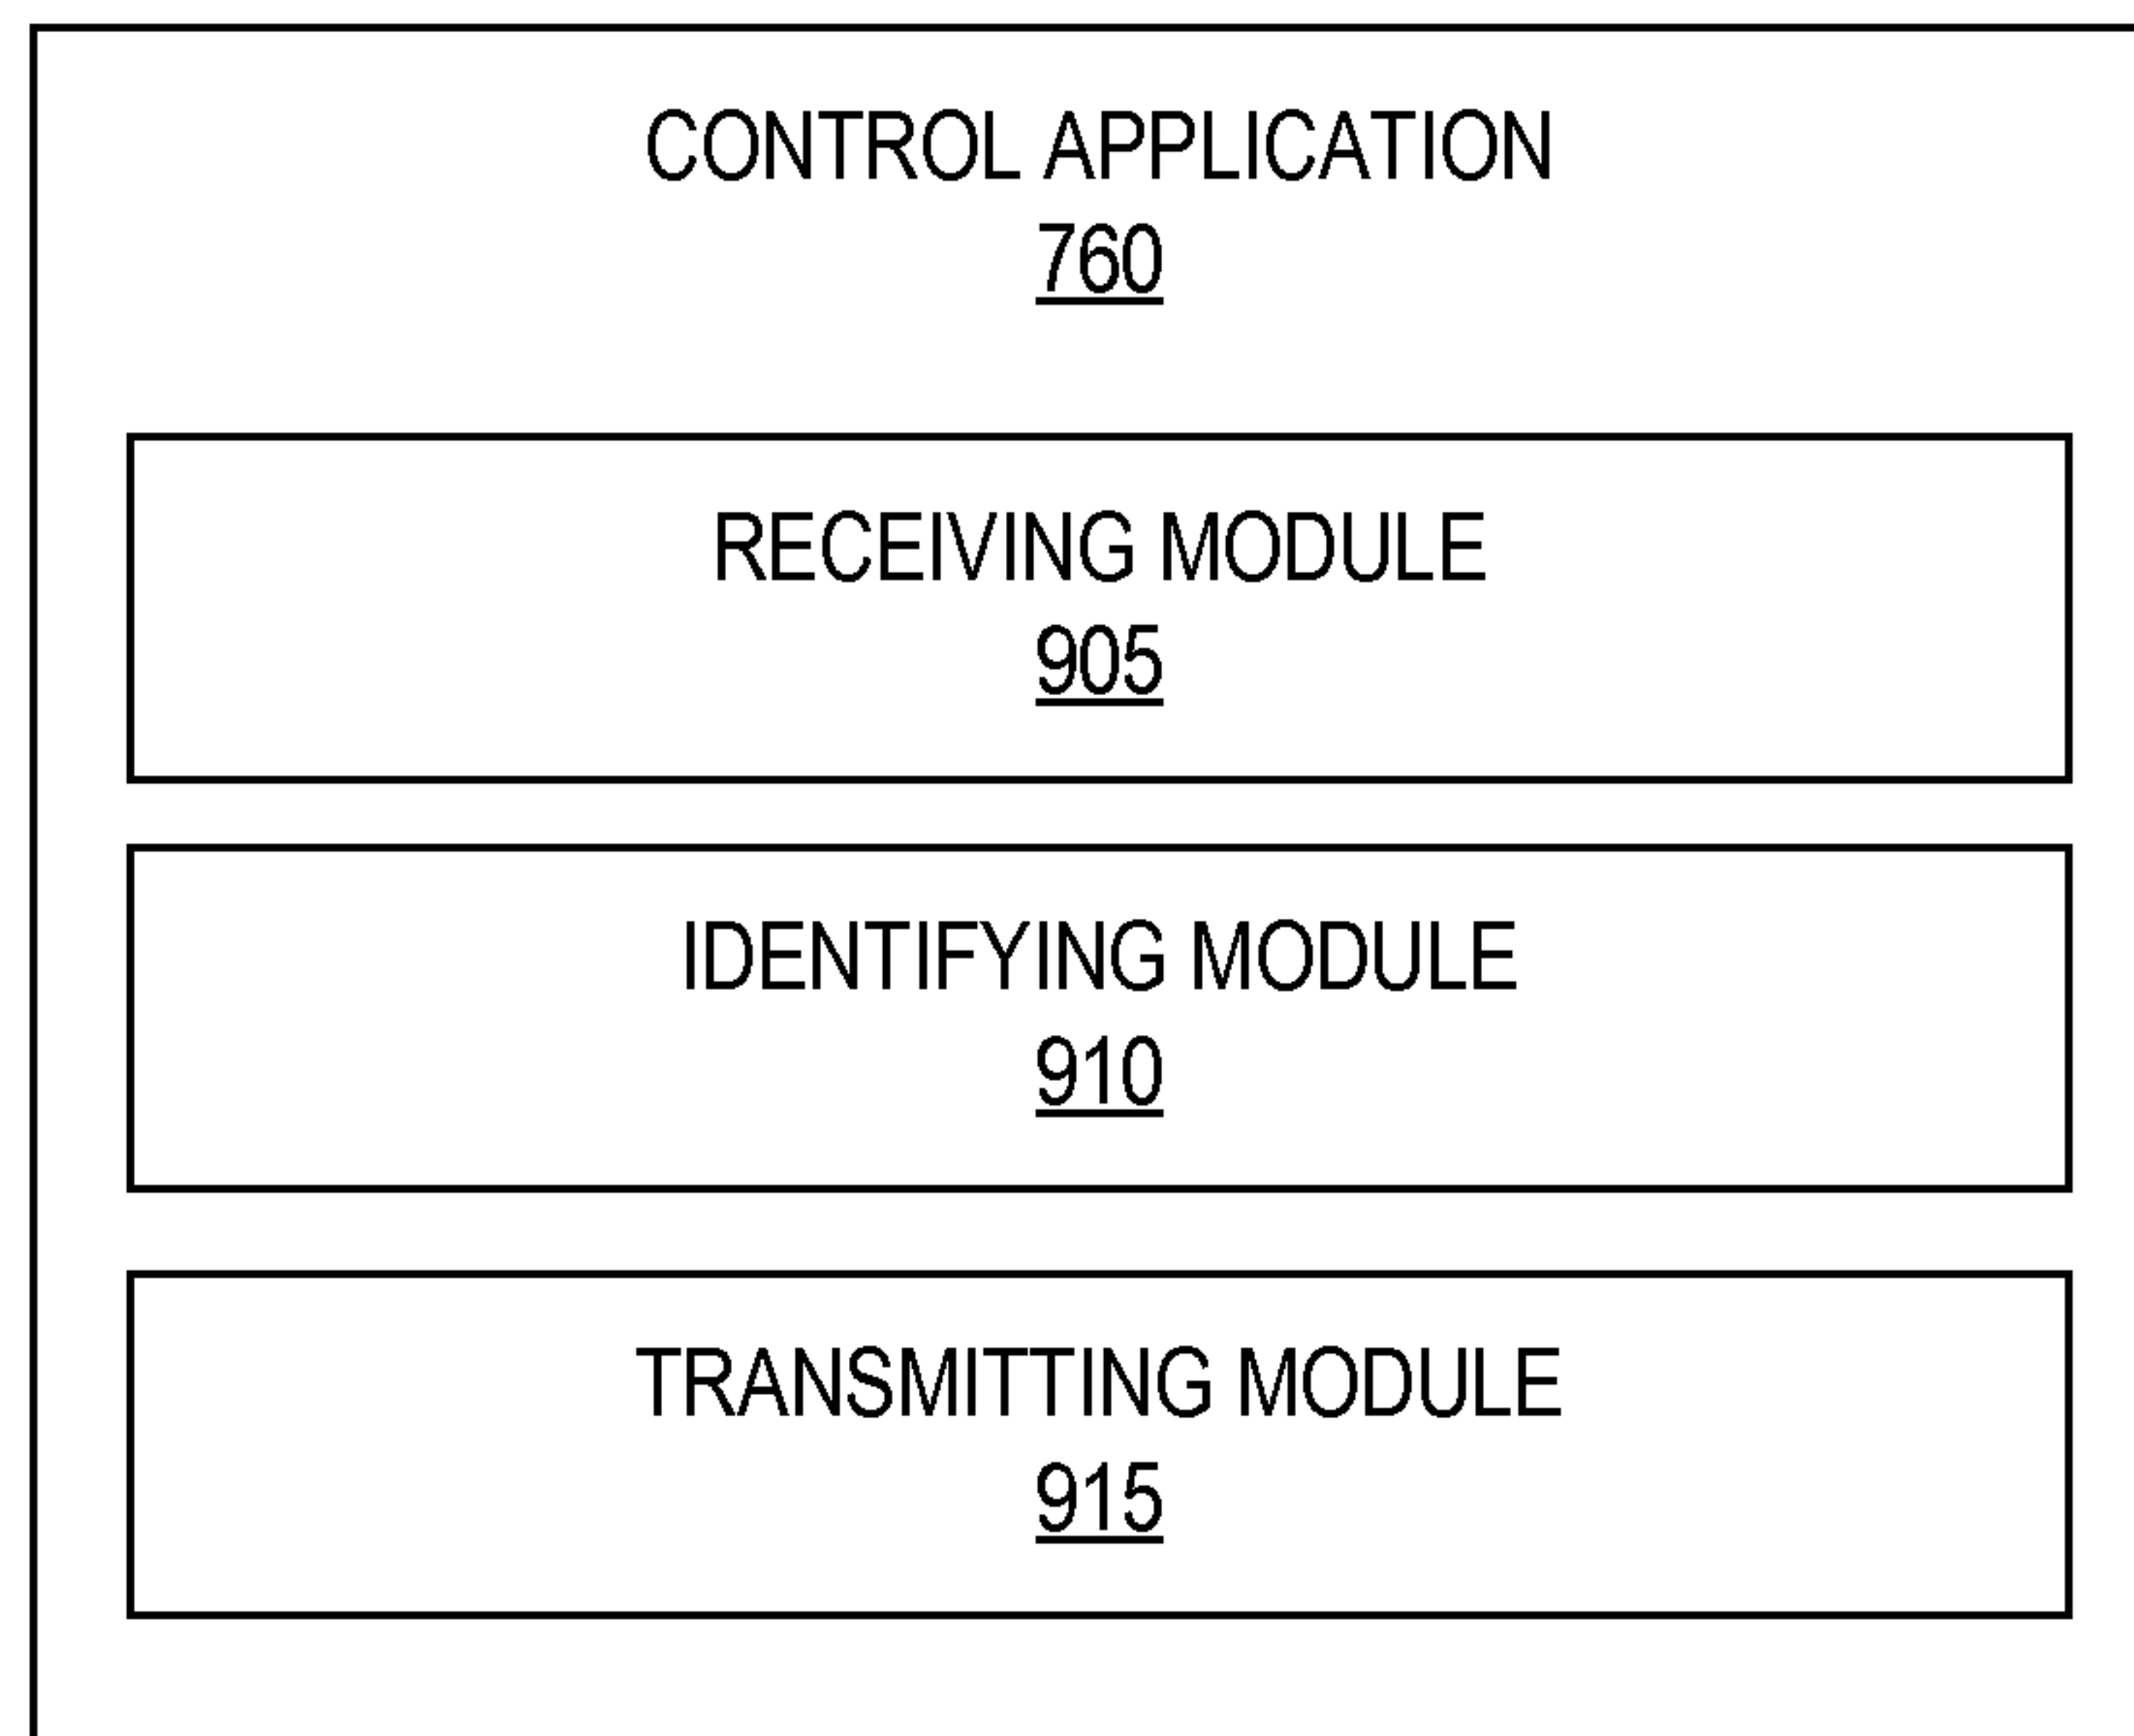 CONTROL APPLICATION
760
RECEIVING MODULE
905
IDENTIFYING MODULE
910
TRANSMITTING MODULE
915